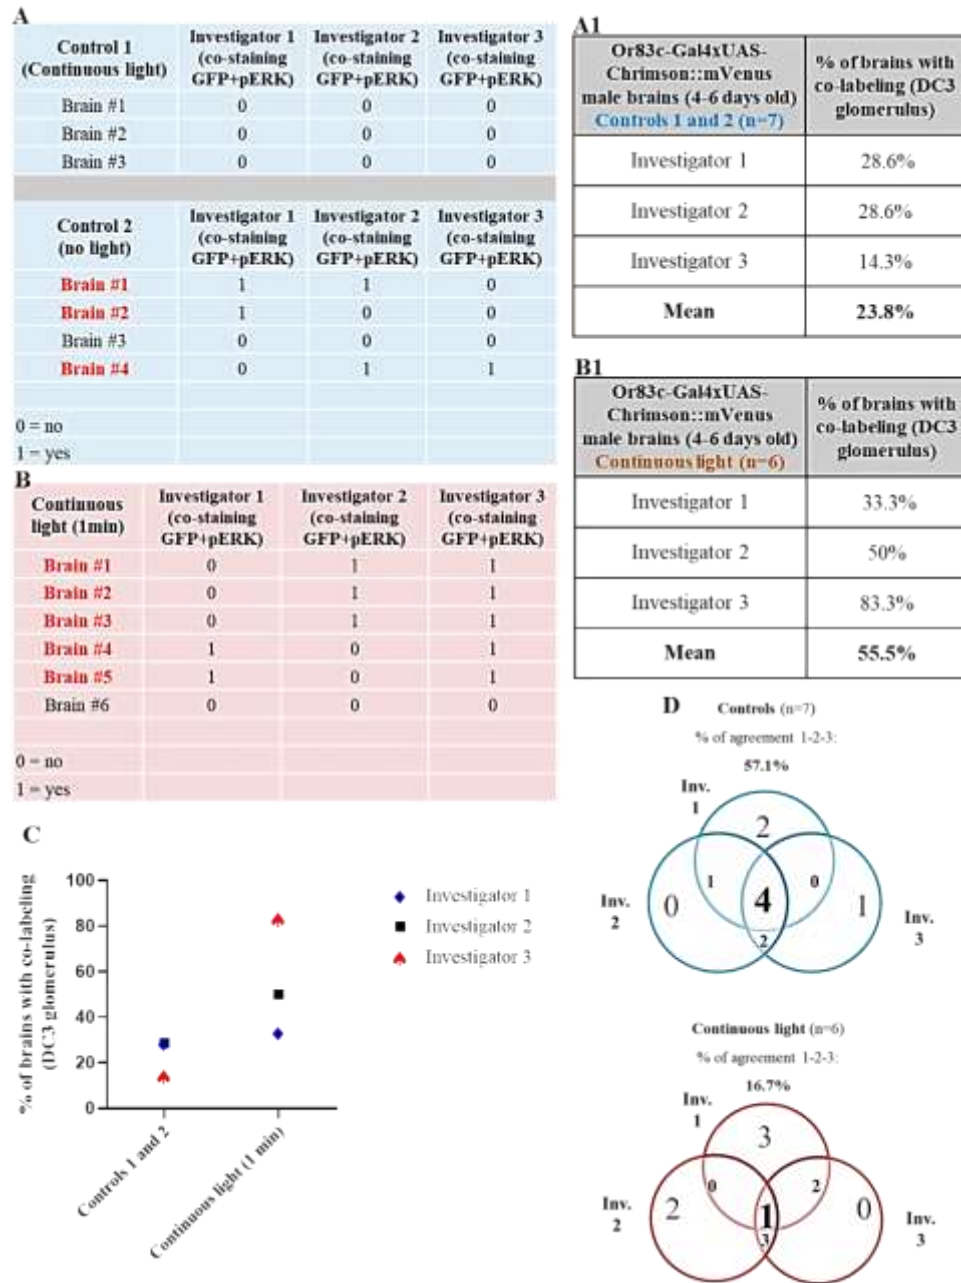 A
Control 1
(Continuous light)
Investigator 1
(co-staining
GFP+pERK)
Investigator 2
(co-staining
GFP+pERK)
Investigator 3
(co-staining
GFP+pERK)
Brain #1 0 0 0
Brain #2 0 0 0
Brain #3 0 0 0
Control 2
(no light)
Investigator 1
(co-staining
GFP+pERK)
Investigator 2
(co-staining
GFP+pERK)
Investigator 3
(co-staining
GFP+pERK)
Brain #1 1 1 0
Brain #2 1 0 0
Brain #3 0 0 0
Brain #4 0 1 1
0 = no
1 = yes
A1
Or83c-Gal4xUAS-
Chrimson::mVenus
male brains (4-6 days old)
Controls 1 and 2 (n=7)
% of brains with
co-labeling (DC3
glomerulus)
Investigator 1 28.6%
Investigator 2 28.6%
Investigator 3 14.3%
Mean 23.8%
B
Continuous
light (1min)
Investigator 1
(co-staining
GFP+pERK)
Investigator 2
(co-staining
GFP+pERK)
Investigator 3
(co-staining
GFP+pERK)
Brain #1 0 1 1
Brain #2 0 1 1
Brain #3 0 1 1
Brain #4 1 0 1
Brain #5 1 0 1
Brain #6 0 0 0
0 = no
1 = yes
B1
Or83c-Gal4xUAS-
Chrimson::mVenus
male brains (4-6 days old)
Continuous light (n=6)
% of brains with
co-labeling (DC3
glomerulus)
Investigator 1 33.3%
Investigator 2 50%
Investigator 3 83.3%
Mean 55.5%
C
% of brains with co-labeling
(DC3 glomerulus)
100
80
60
40
20
0
Controls 1 and 2
Continuous light (1 min)
Investigator 1
Investigator 2
Investigator 3
D
Controls (n=7)
% of agreement 1-2-3:
57.1%
Inv.
1
2
1
0
0
4
1
2
Inv.
2
Inv.
3
Continuous light (n=6)
% of agreement 1-2-3:
16.7%
Inv.
1
3
0
2
2
1
0
3
Inv.
2
Inv.
3